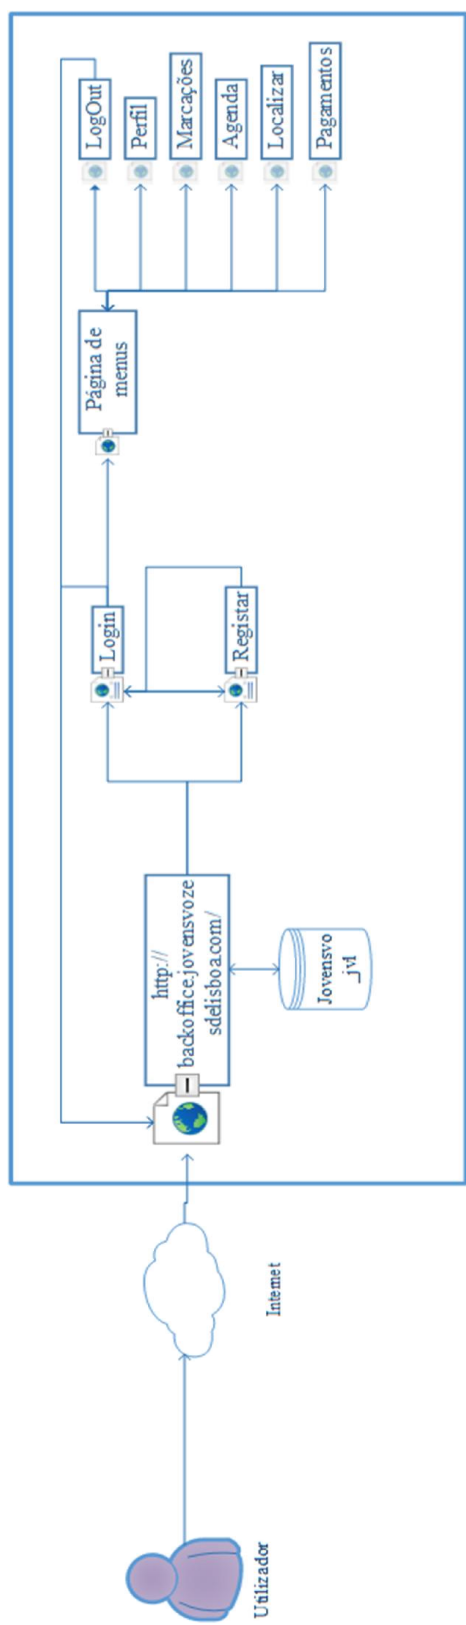 Utilizador
Internet
http://
backoffice.jovensvoze
sdelisboa.com/
Jovensvo
_jvl
Login
Registar
Página de
menus
LogOut
Perfil
Marcações
Agenda
Localizar
Pagamentos